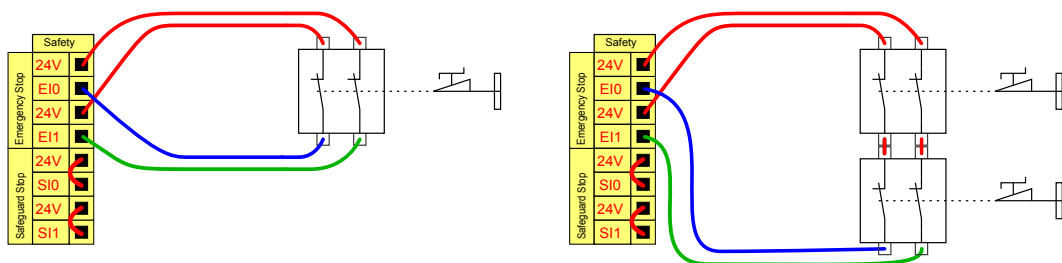 Safety
Emergency Stop
24V
EI0
24V
EI1
Safeguard Stop
24V
SI0
24V
SI1
Safety
Emergency Stop
24V
EI0
24V
EI1
Safeguard Stop
24V
SI0
24V
SI1